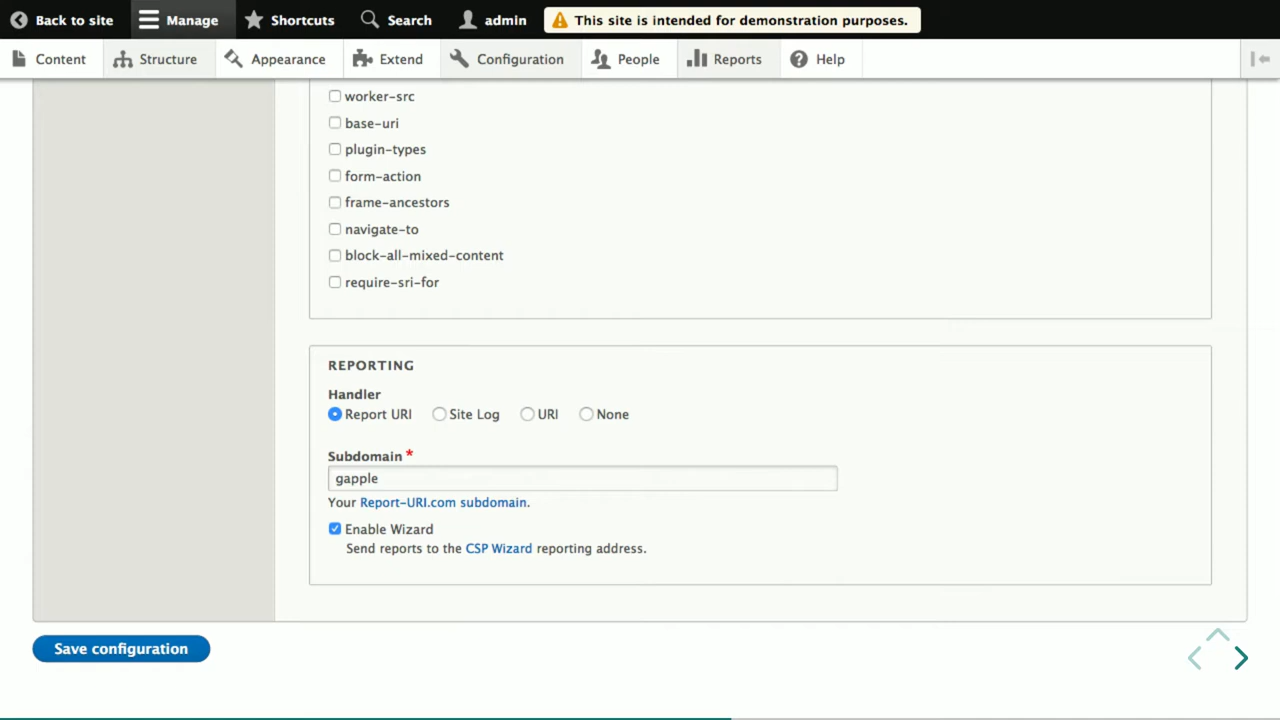 Back to site Manage Shortcuts Search admin This site is intended for demonstration purposes.
Content Structure Appearance Extend Configuration People Reports Help
worker-src
base-uri
plugin-types
form-action
frame-ancestors
navigate-to
block-all-mixed-content
require-sri-for
REPORTING
Handler
Report URI Site Log URI None
Subdomain *
gapple
Your Report-URI.com subdomain.
Enable Wizard
Send reports to the CSP Wizard reporting address.
Save configuration